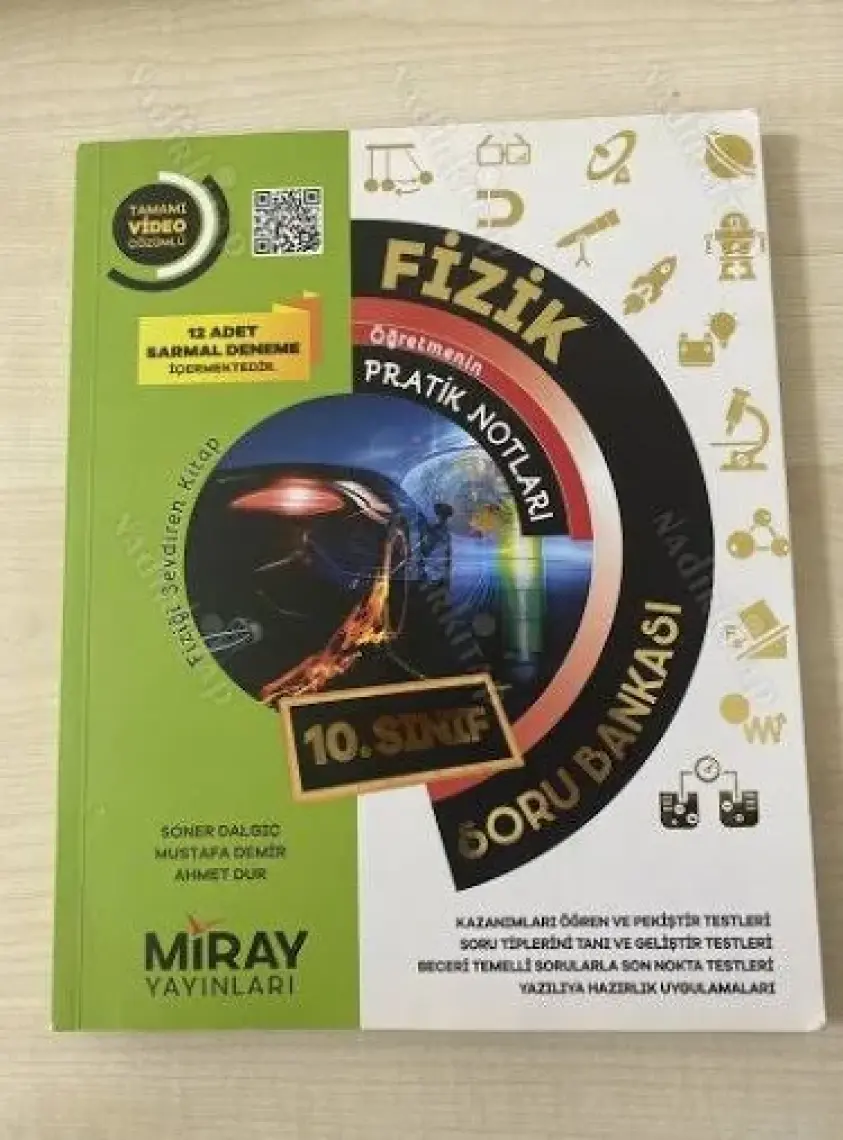 TAMAMI
VİDEO
ÇÖZÜMLÜ
12 ADET
SARMAL DENEME
İÇERMEKTEDİR
FİZİK
Öğretmenin
PRATİK NOTLARI
Fiziği Sevdiren Kitap
10. SINIF
SORU BANKASI
SONER DALGIÇ
MUSTAFA DEMİR
AHMET DUR
MİRAY
YAYINLARI
KAZANIMLARI ÖĞREN VE PEKİŞTİR TESTLERİ
SORU TİPLERİNİ TANI VE GELİŞTİR TESTLERİ
BECERİ TEMELLİ SORULARLA SON NOKTA TESTLERİ
YAZILIYA HAZIRLIK UYGULAMALARI